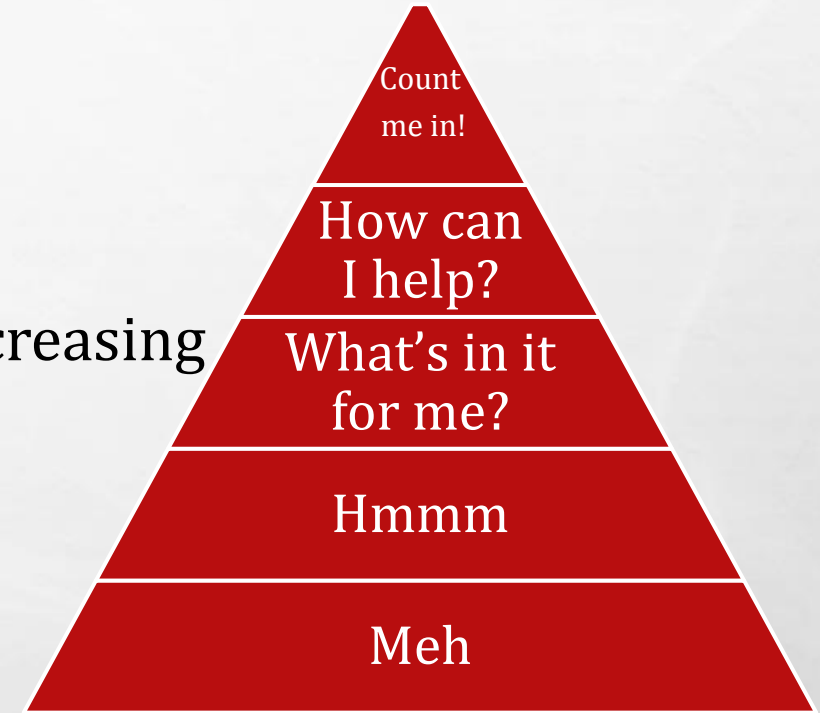 Count
me in!
How can
I help?
creasing
What’s in it
for me?
Hmmm
Meh